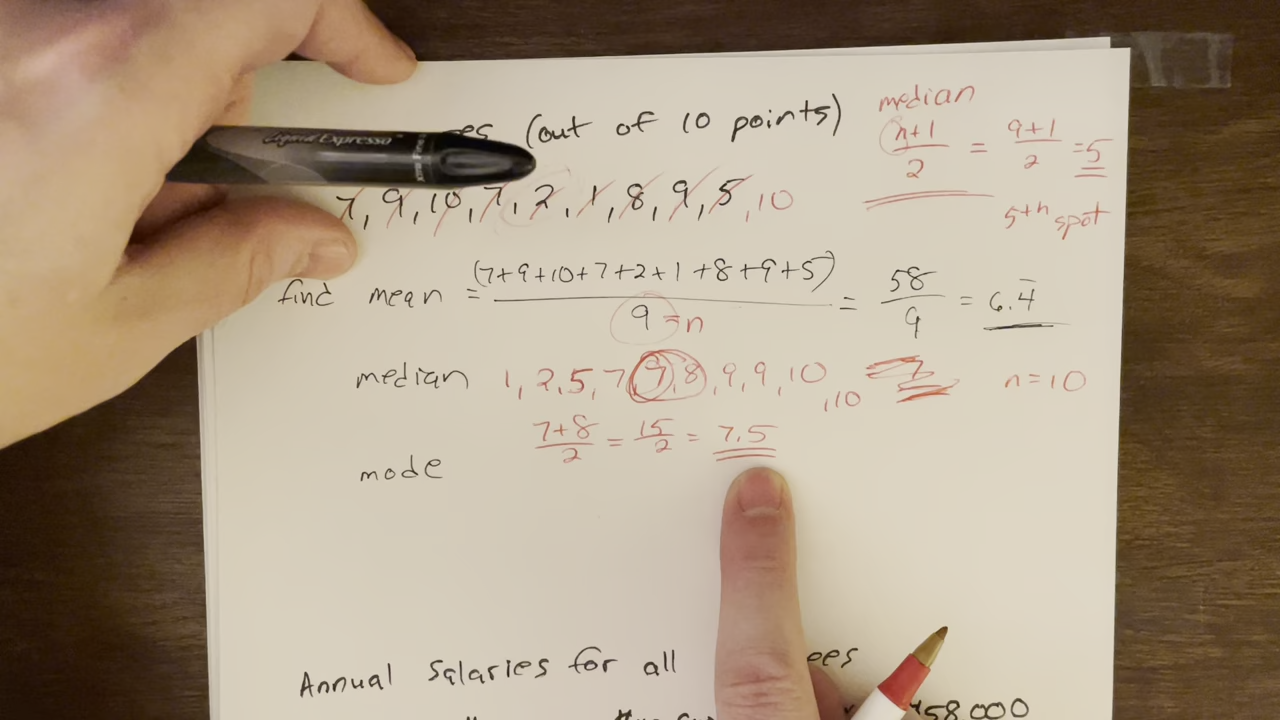 (out of 10 points)
median
n+1/2 = 9+1/2 = 5
5th spot
7, 9, 10, 7, 2, 1, 8, 9, 5, 10
find mean = (7+9+10+7+2+1+8+9+5)/9 = 58/9 = 6.4̅
=n
median 1, 2, 5, 7, 7, 8, 9, 9, 10, 10 7 n=10
7+8/2 = 15/2 = 7.5
mode
Annual Salaries for all
58,000